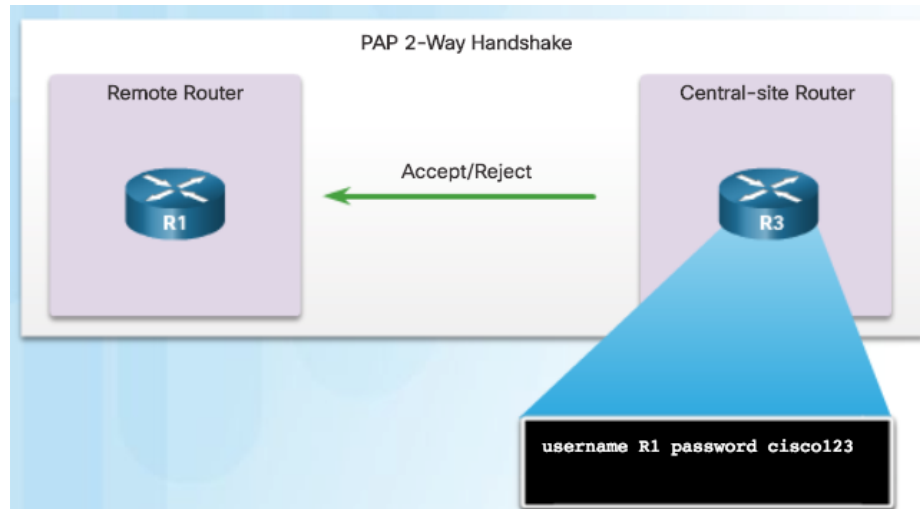 PAP 2-Way Handshake
Remote Router
Central-site Router
Accept/Reject
R1
R3
username R1 password cisco123